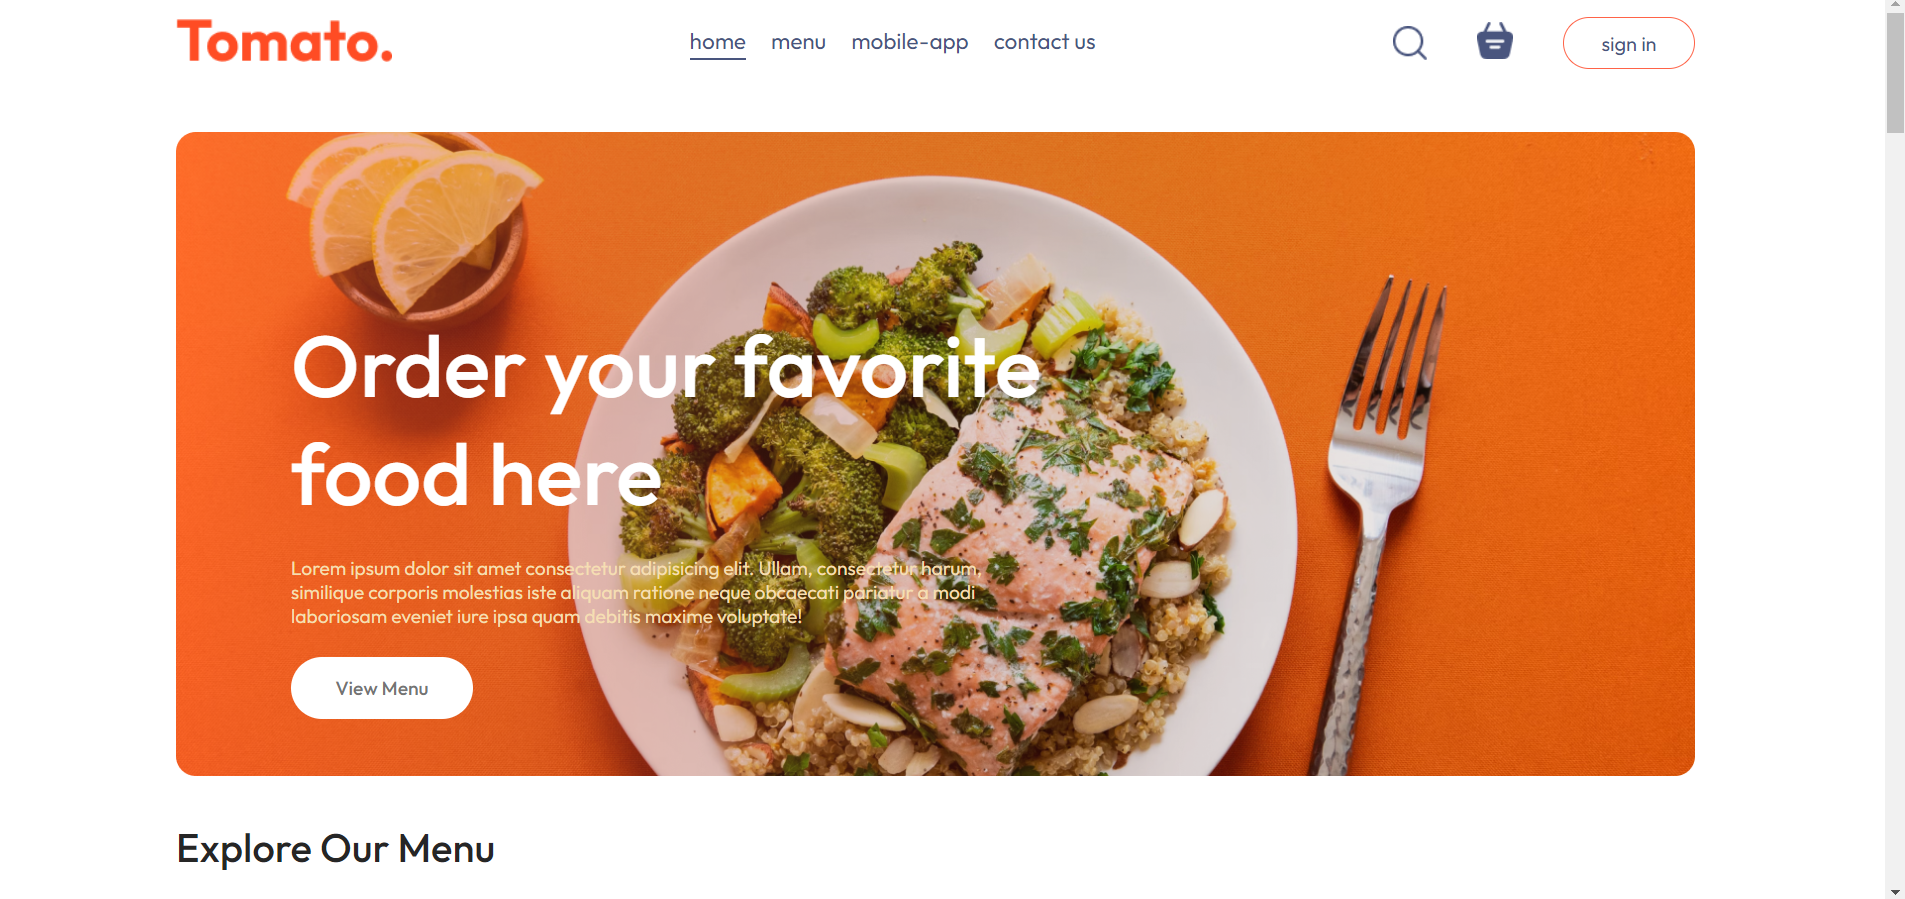 Tomato.
home menu mobile-app contact us
sign in
Order your favorite
food here
Lorem ipsum dolor sit amet consectetur adipisicing elit. Ullam, consectetur harum,
similique corporis molestias iste aliquam ratione neque obcaecati pariatur a modi
laboriosam eveniet iure ipsa quam debitis maxime voluptate!
View Menu
Explore Our Menu